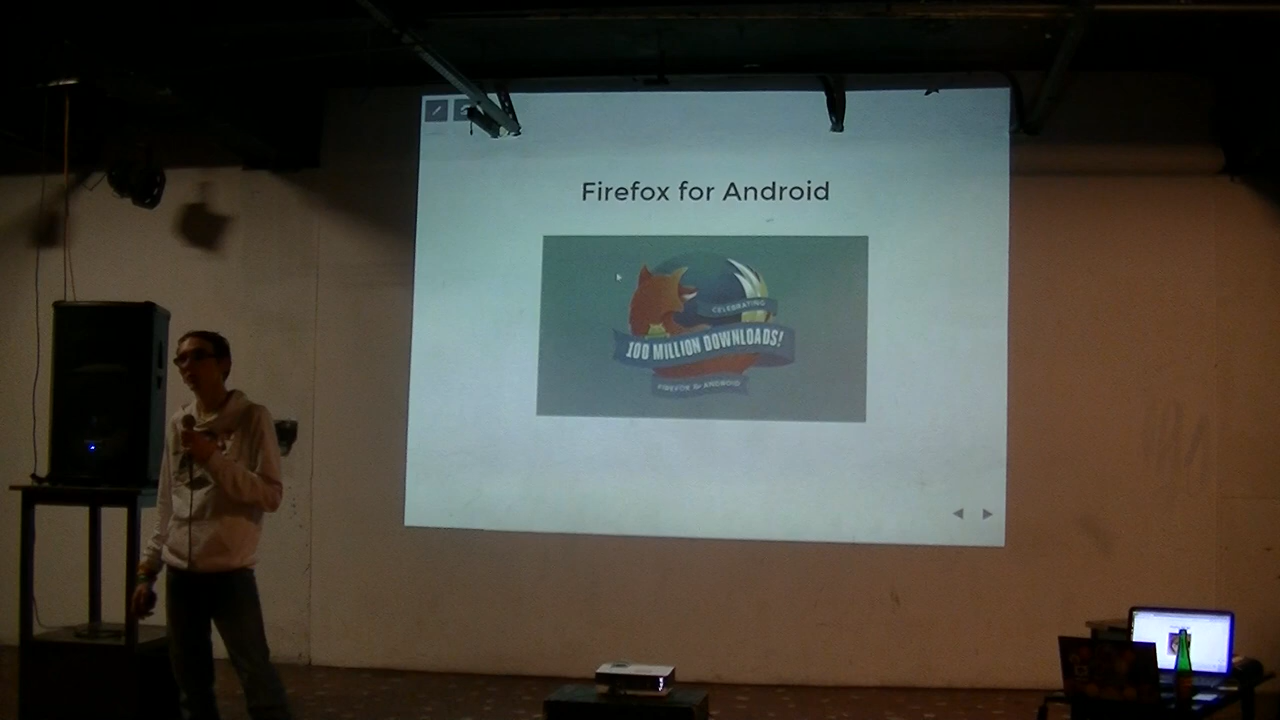 Firefox for Android
CELEBRATING
100 MILLION DOWNLOADS!
FIREFOX for ANDROID